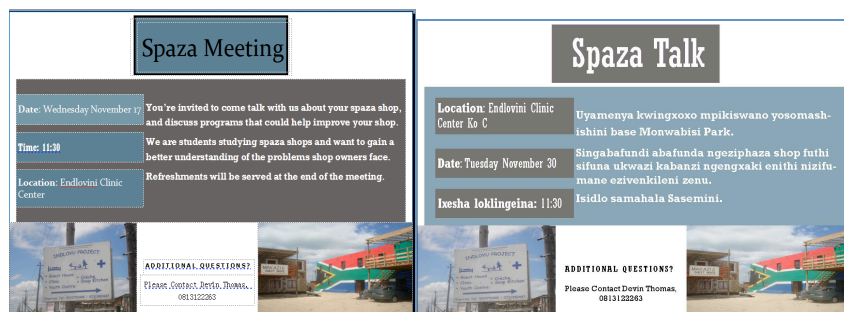 Spaza Meeting
Date: Wednesday November 17
Time: 11:30
Location: Endlovini Clinic
Center
You're invited to come talk with us about your spaza shop,
and discuss programs that could help improve your shop.
We are students studying spaza shops and want to gain a
better understanding of the problems shop owners face.
Refreshments will be served at the end of the meeting.
INDLOVU PROJECT
ADDITIONAL QUESTIONS?
Please Contact Devin Thomas,
0813122263
Spaza Talk
Location: Endlovini Clinic
Center Ko C
Date: Tuesday November 30
Ixesha loklingeina: 11:30
Uyamenya kwingxoxo mpikiswano yosomash-
ishini base Monwabisi Park.
Singabafundi abafunda ngeziphaza shop futhi
sifuna ukwazi kabanzi ngengxaki enithi nizifu-
mane ezivenkileni zenu.
Isidlo samahala Sasemini.
ADDITIONAL QUESTIONS?
Please Contact Devin Thomas,
0813122263